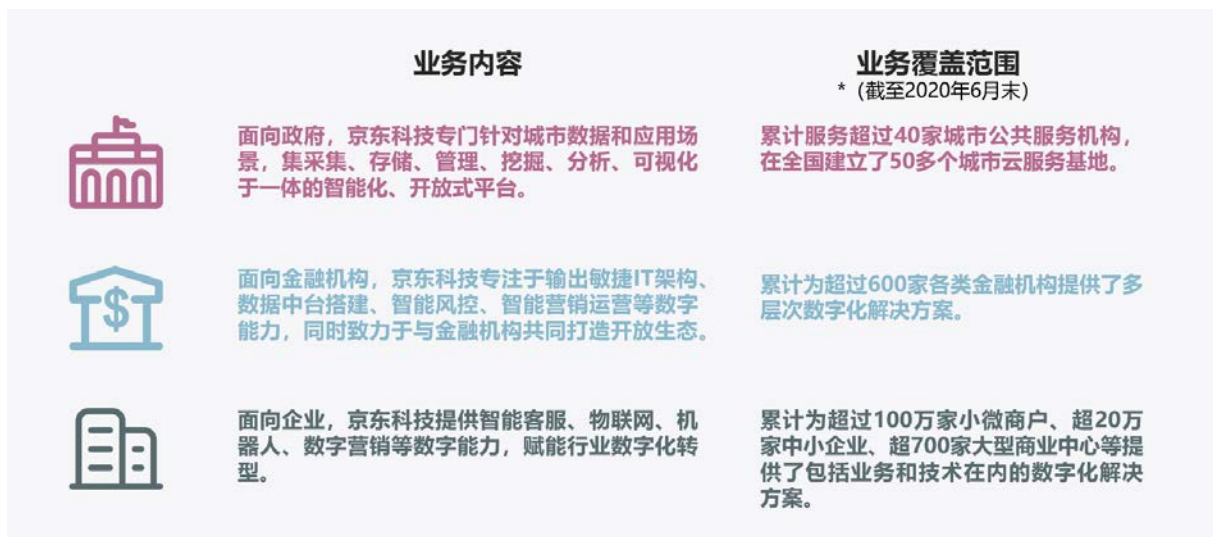 业务内容
业务覆盖范围
*（截至2020年6月末）
面向政府，京东科技专门针对城市数据和应用场
景，集采集、存储、管理、挖掘、分析、可视化
于一体的智能化、开放式平台。
累计服务超过40家城市公共服务机构，
在全国建立了50多个城市云服务基地。
$
面向金融机构，京东科技专注于输出敏捷IT架构、
数据中台搭建、智能风控、智能营销运营等数字
能力，同时致力于与金融机构共同打造开放生态。
累计为超过600家各类金融机构提供了多
层次数字化解决方案。
面向企业，京东科技提供智能客服、物联网、机
器人、数字营销等数字能力，赋能行业数字化转
型。
累计为超过100万家小微商户、超20万
家中小企业、超700家大型商业中心等提
供了包括业务和技术在内的数字化解决
方案。